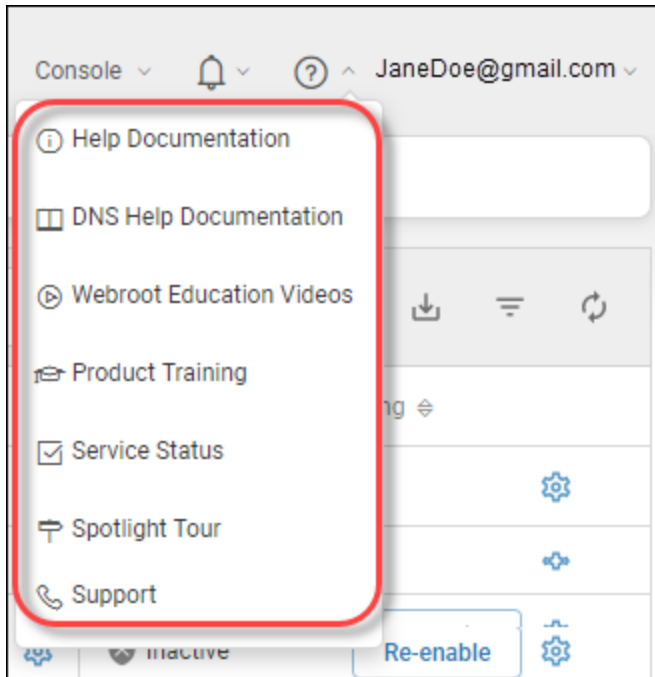 Console
JaneDoe@gmail.com
Help Documentation
DNS Help Documentation
Webroot Education Videos
Product Training
ng
Service Status
Spotlight Tour
Support
Inactive
Re-enable